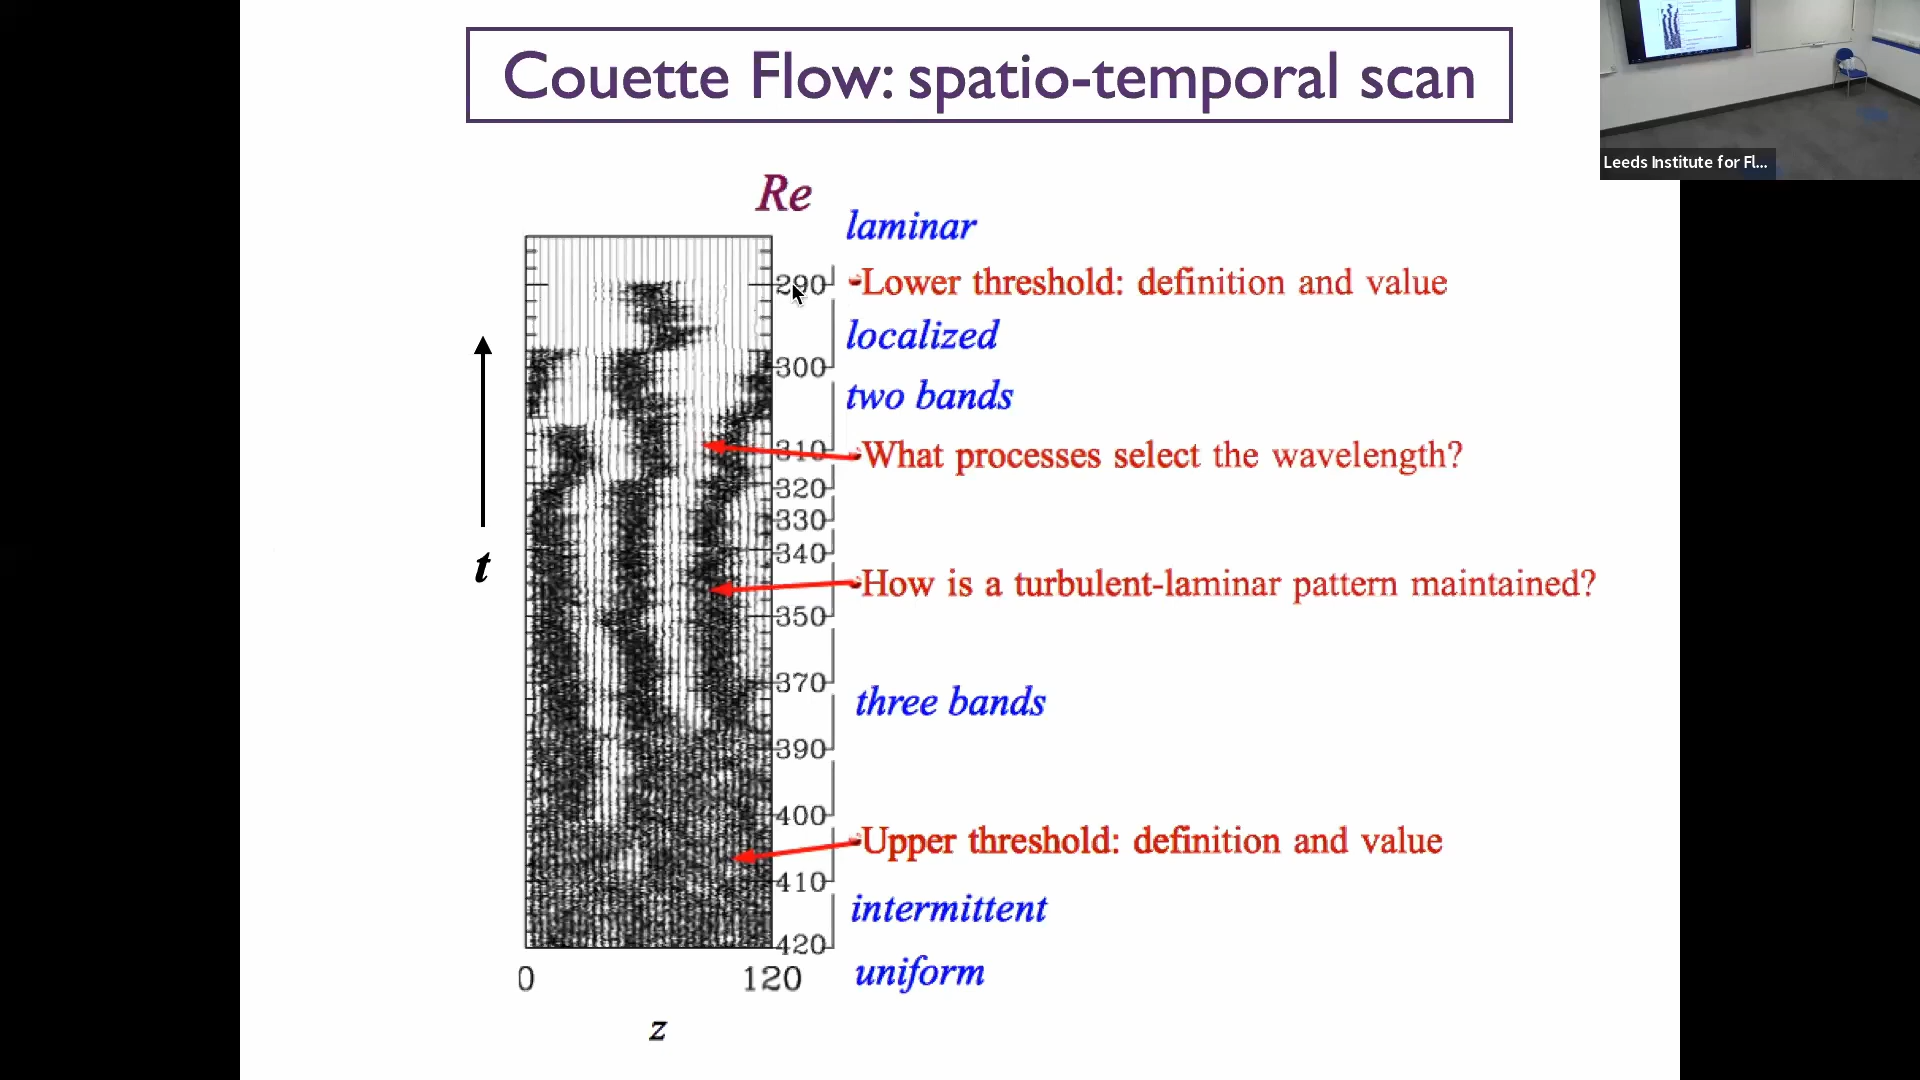 Couette Flow: spatio-temporal scan
Leeds Institute for Fl...
Re
laminar
290
Lower threshold: definition and value
localized
300
two bands
310
What processes select the wavelength?
320
330
340
t
How is a turbulent-laminar pattern maintained?
350
370
three bands
390
400
Upper threshold: definition and value
410
intermittent
420
uniform
0
120
z